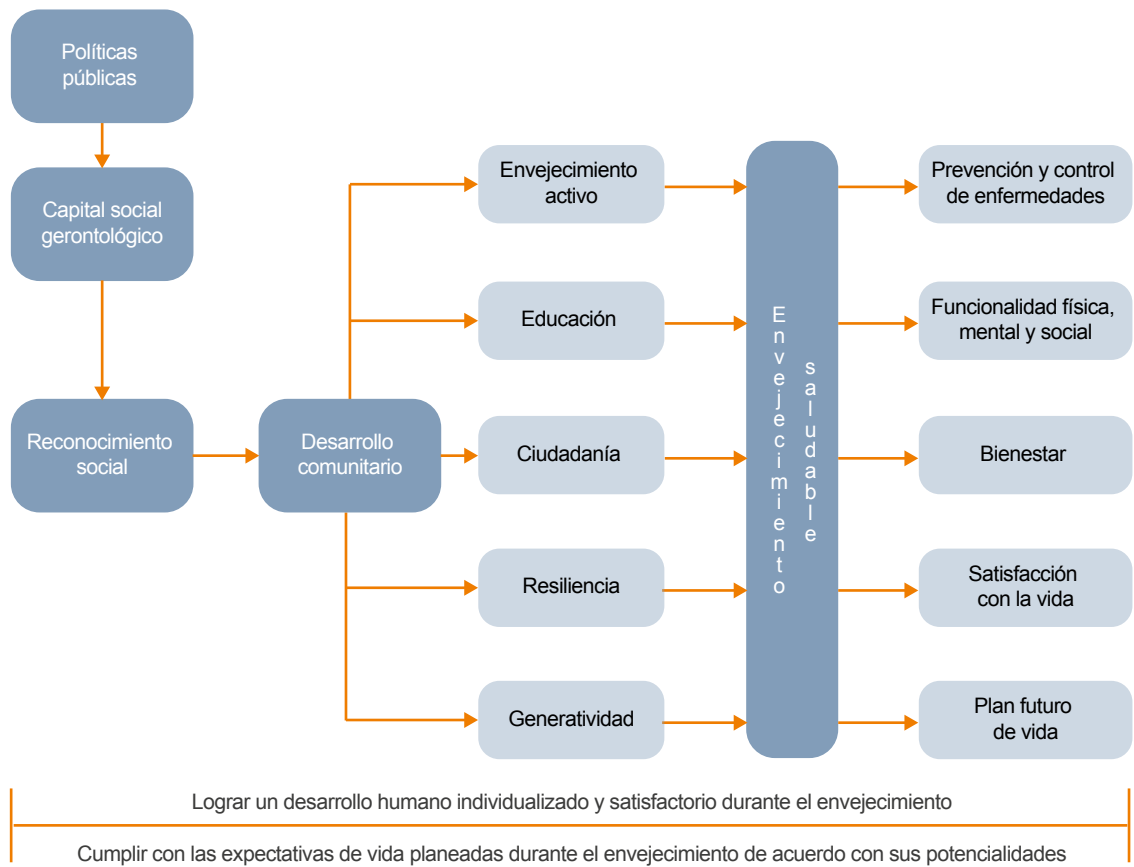 Políticas
públicas
Capital social
gerontológico
Reconocimiento
social
Desarrollo
comunitario
Envejecimiento
activo
Educación
Ciudadanía
Resiliencia
Generatividad
Envejecimiento
saludable
Prevención y control
de enfermedades
Funcionalidad física,
mental y social
Bienestar
Satisfacción
con la vida
Plan futuro
de vida
Lograr un desarrollo humano individualizado y satisfactorio durante el envejecimiento
Cumplir con las expectativas de vida planeadas durante el envejecimiento de acuerdo con sus potencialidades